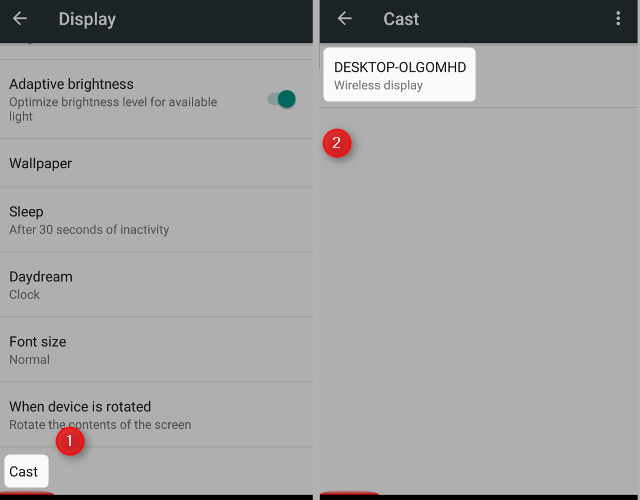 Display
Adaptive brightness
Optimize brightness level for available
light
Wallpaper
Sleep
After 30 seconds of inactivity
Daydream
Clock
Font size
Normal
When device is rotated
Rotate the contents of the screen
1
Cast
Cast
DESKTOP-OLGOMHD
Wireless display
2